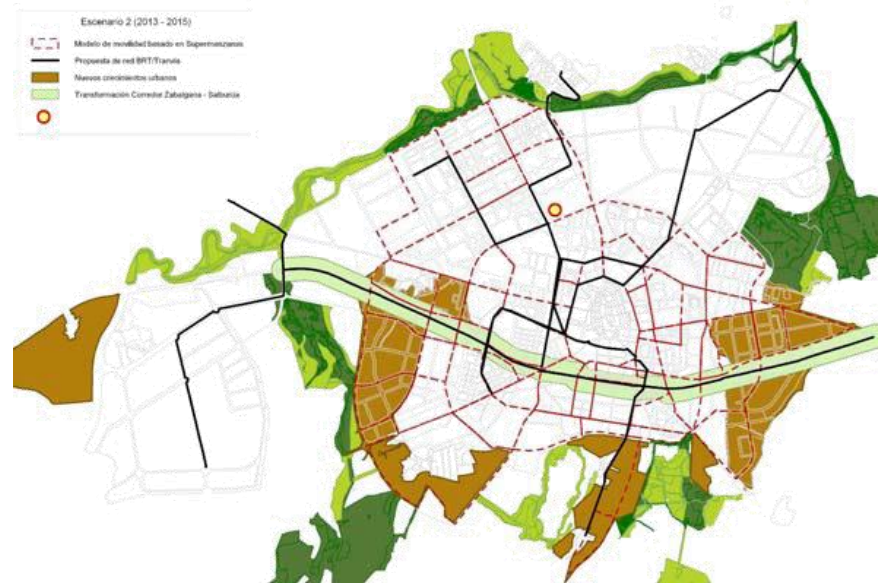 Escenario 2 (2013 - 2015)
Modelo de movilidad basado en Supermanzanas
Propuesta de red BRT/Tranvía
Nuevos crecimientos urbanos
Transformación Corredor Zabalgana - Salburúa